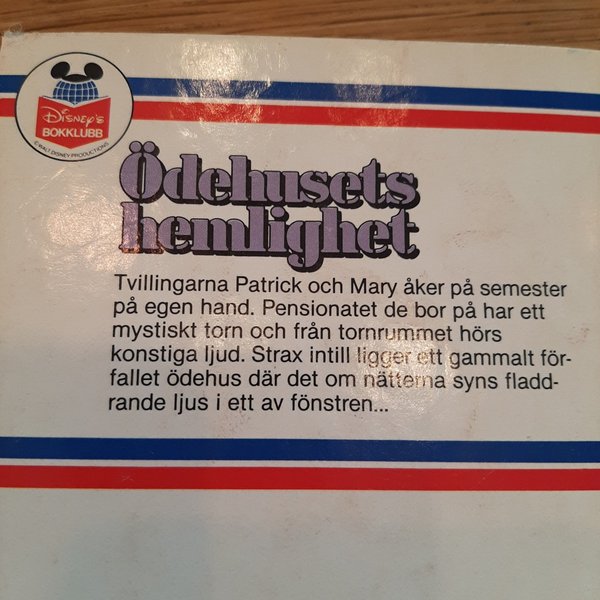 Disney's
BOKKLUBB
© WALT DISNEY PRODUCTIONS
Ödehusets
hemlighet
Tvillingarna Patrick och Mary åker på semester
på egen hand. Pensionatet de bor på har ett
mystiskt torn och från tornrummet hörs
konstiga ljud. Strax intill ligger ett gammalt för-
fallet ödehus där det om nätterna syns fladd-
rande ljus i ett av fönstren...